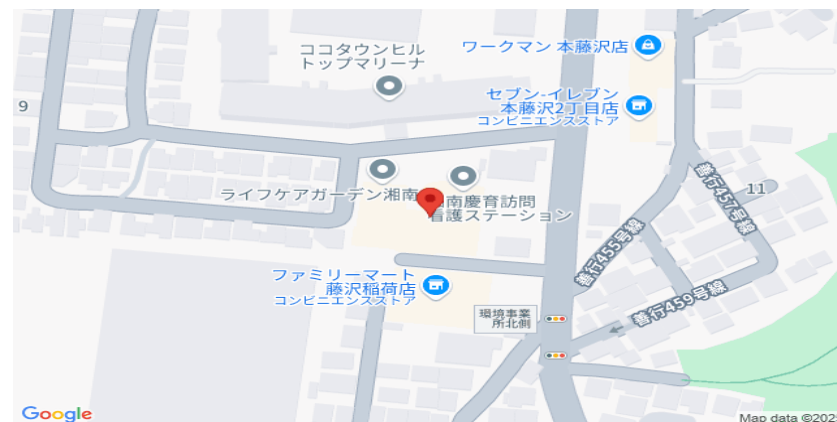 ココタウンヒル
トップマリーナ
ワークマン 本藤沢店
セブン-イレブン
本藤沢2丁目店
コンビニエンスストア
9
ライフケアガーデン湘南
南慶育訪問
看護ステーション
11
善行457号線
善行455号線
ファミリーマート
藤沢稲荷店
コンビニエンスストア
環境事業
所北側
善行459号線
Google
Map data ©202